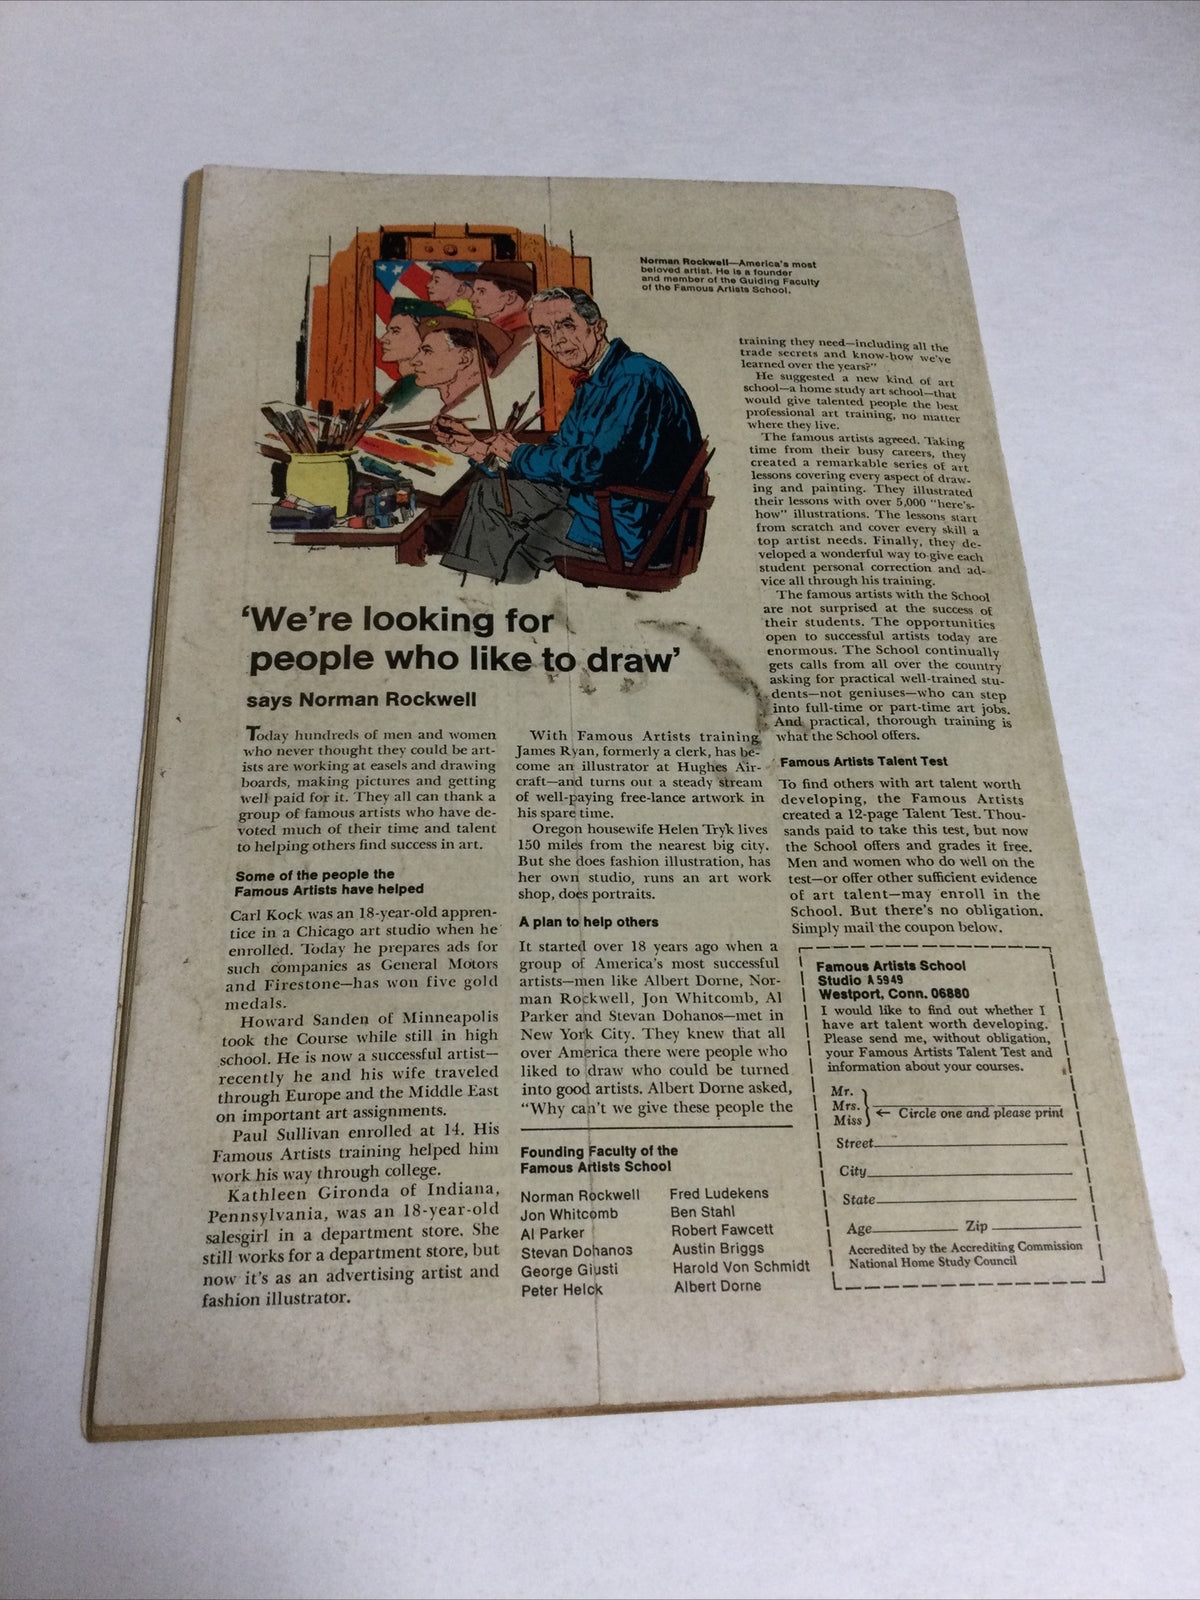 Norman Rockwell—America's most
beloved artist. He is a founder
and member of the Guiding Faculty
of the Famous Artists School.
'We're looking for
people who like to draw'
says Norman Rockwell
Today hundreds of men and women
who never thought they could be art-
ists are working at easels and drawing
boards, making pictures and getting
well paid for it. They all can thank a
group of famous artists who have de-
voted much of their time and talent
to helping others find success in art.
Some of the people the
Famous Artists have helped
Carl Kock was an 18-year-old appren-
tice in a Chicago art studio when he
enrolled. Today he prepares ads for
such companies as General Motors
and Firestone—has won five gold
medals.
Howard Sanden of Minneapolis
took the Course while still in high
school. He is now a successful artist—
recently he and his wife traveled
through Europe and the Middle East
on important art assignments.
Paul Sullivan enrolled at 14. His
Famous Artists training helped him
work his way through college.
Kathleen Gironda of Indiana,
Pennsylvania, was an 18-year-old
salesgirl in a department store. She
still works for a department store, but
now it's as an advertising artist and
fashion illustrator.
With Famous Artists training,
James Ryan, formerly a clerk, has be-
come an illustrator at Hughes Air-
craft—and turns out a steady stream
of well-paying free-lance artwork in
his spare time.
Oregon housewife Helen Tryk lives
150 miles from the nearest big city.
But she does fashion illustration, has
her own studio, runs an art work
shop, does portraits.
A plan to help others
It started over 18 years ago when a
group of America's most successful
artists—men like Albert Dorne, Nor-
man Rockwell, Jon Whitcomb, Al
Parker and Stevan Dohanos—met in
New York City. They knew that all
over America there were people who
liked to draw who could be turned
into good artists. Albert Dorne asked,
"Why can't we give these people the
training they need—including all the
trade secrets and know-how we've
learned over the years?"
He suggested a new kind of art
school—a home study art school—that
would give talented people the best
professional art training, no matter
where they live.
The famous artists agreed. Taking
time from their busy careers, they
created a remarkable series of art
lessons covering every aspect of draw-
ing and painting. They illustrated
their lessons with over 5,000 "here's-
how" illustrations. The lessons start
from scratch and cover every skill a
top artist needs. Finally, they de-
veloped a wonderful way to give each
student personal correction and ad-
vice all through his training.
The famous artists with the School
are not surprised at the success of
their students. The opportunities
open to successful artists today are
enormous. The School continually
gets calls from all over the country
asking for practical well-trained stu-
dents—not geniuses—who can step
into full-time or part-time art jobs.
And practical, thorough training is
what the School offers.
Famous Artists Talent Test
To find others with art talent worth
developing, the Famous Artists
created a 12-page Talent Test. Thou-
sands paid to take this test, but now
the School offers and grades it free.
Men and women who do well on the
test—or offer other sufficient evidence
of art talent—may enroll in the
School. But there's no obligation.
Simply mail the coupon below.
Founding Faculty of the
Famous Artists School
Norman Rockwell
Jon Whitcomb
Al Parker
Stevan Dohanos
George Giusti
Peter Helck
Fred Ludekens
Ben Stahl
Robert Fawcett
Austin Briggs
Harold Von Schmidt
Albert Dorne
Famous Artists School
Studio A5949
Westport, Conn. 06880
I would like to find out whether I
have art talent worth developing.
Please send me, without obligation,
your Famous Artists Talent Test and
information about your courses.
Mr.
Mrs.
Miss
← Circle one and please print
Street
City
State
Age Zip
Accredited by the Accrediting Commission
National Home Study Council